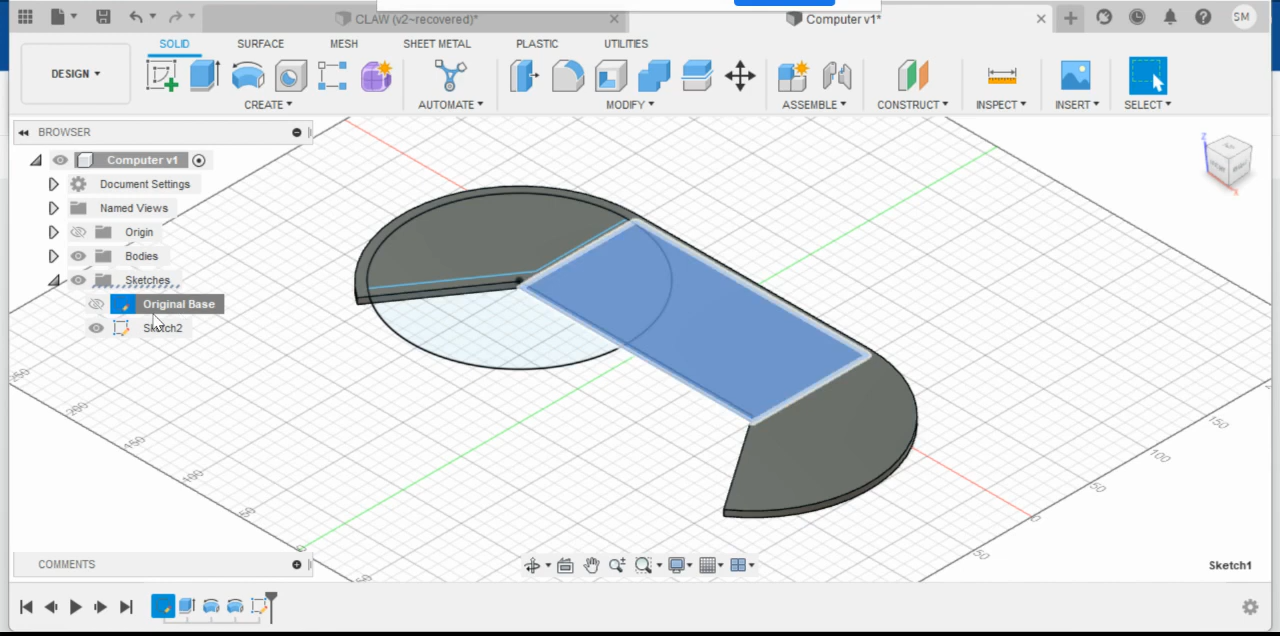 CLAW (v2~recovered)*
Computer v1*
SM
DESIGN
SOLID
SURFACE
MESH
SHEET METAL
PLASTIC
UTILITIES
CREATE
AUTOMATE
MODIFY
ASSEMBLE
CONSTRUCT
INSPECT
INSERT
SELECT
BROWSER
Computer v1
Document Settings
Named Views
Origin
Bodies
Sketches
Original Base
Sketch2
Z
X
250
200
150
100
50
0
50
0
50
100
150
COMMENTS
Sketch1